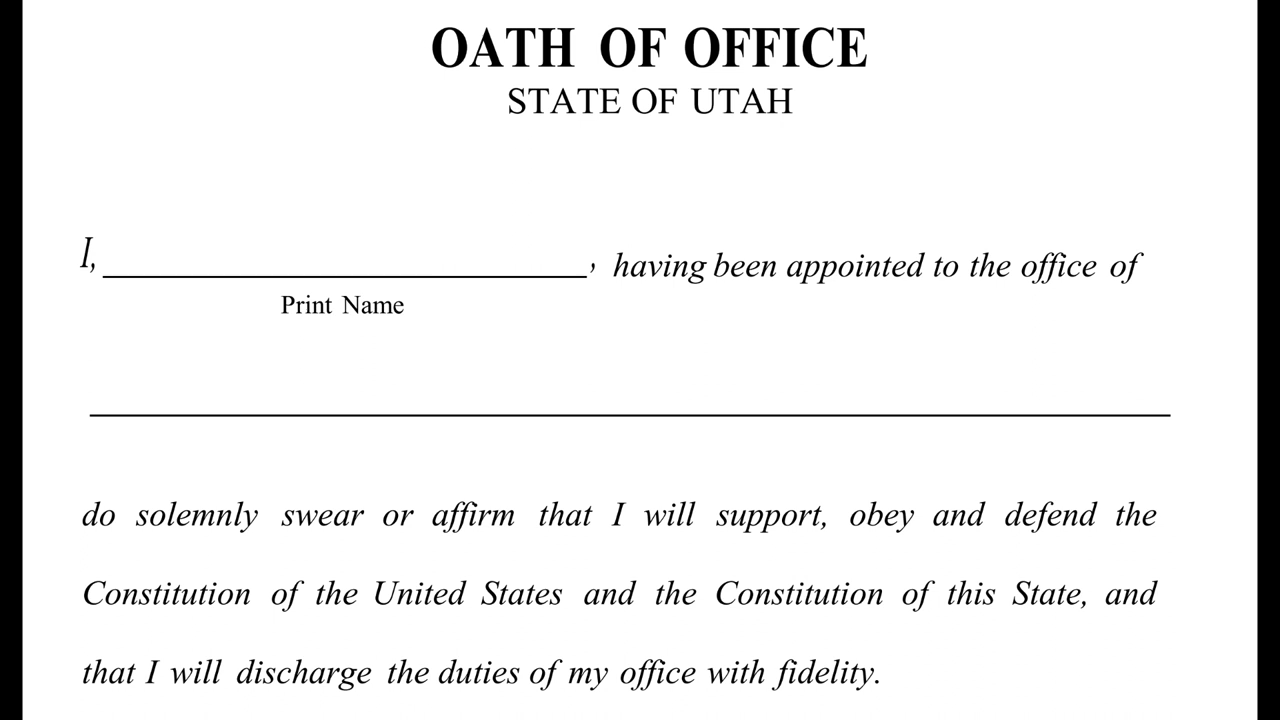 OATH OF OFFICE
STATE OF UTAH
I, ____________________, having been appointed to the office of
Print Name
____________________
do solemnly swear or affirm that I will support, obey and defend the
Constitution of the United States and the Constitution of this State, and
that I will discharge the duties of my office with fidelity.